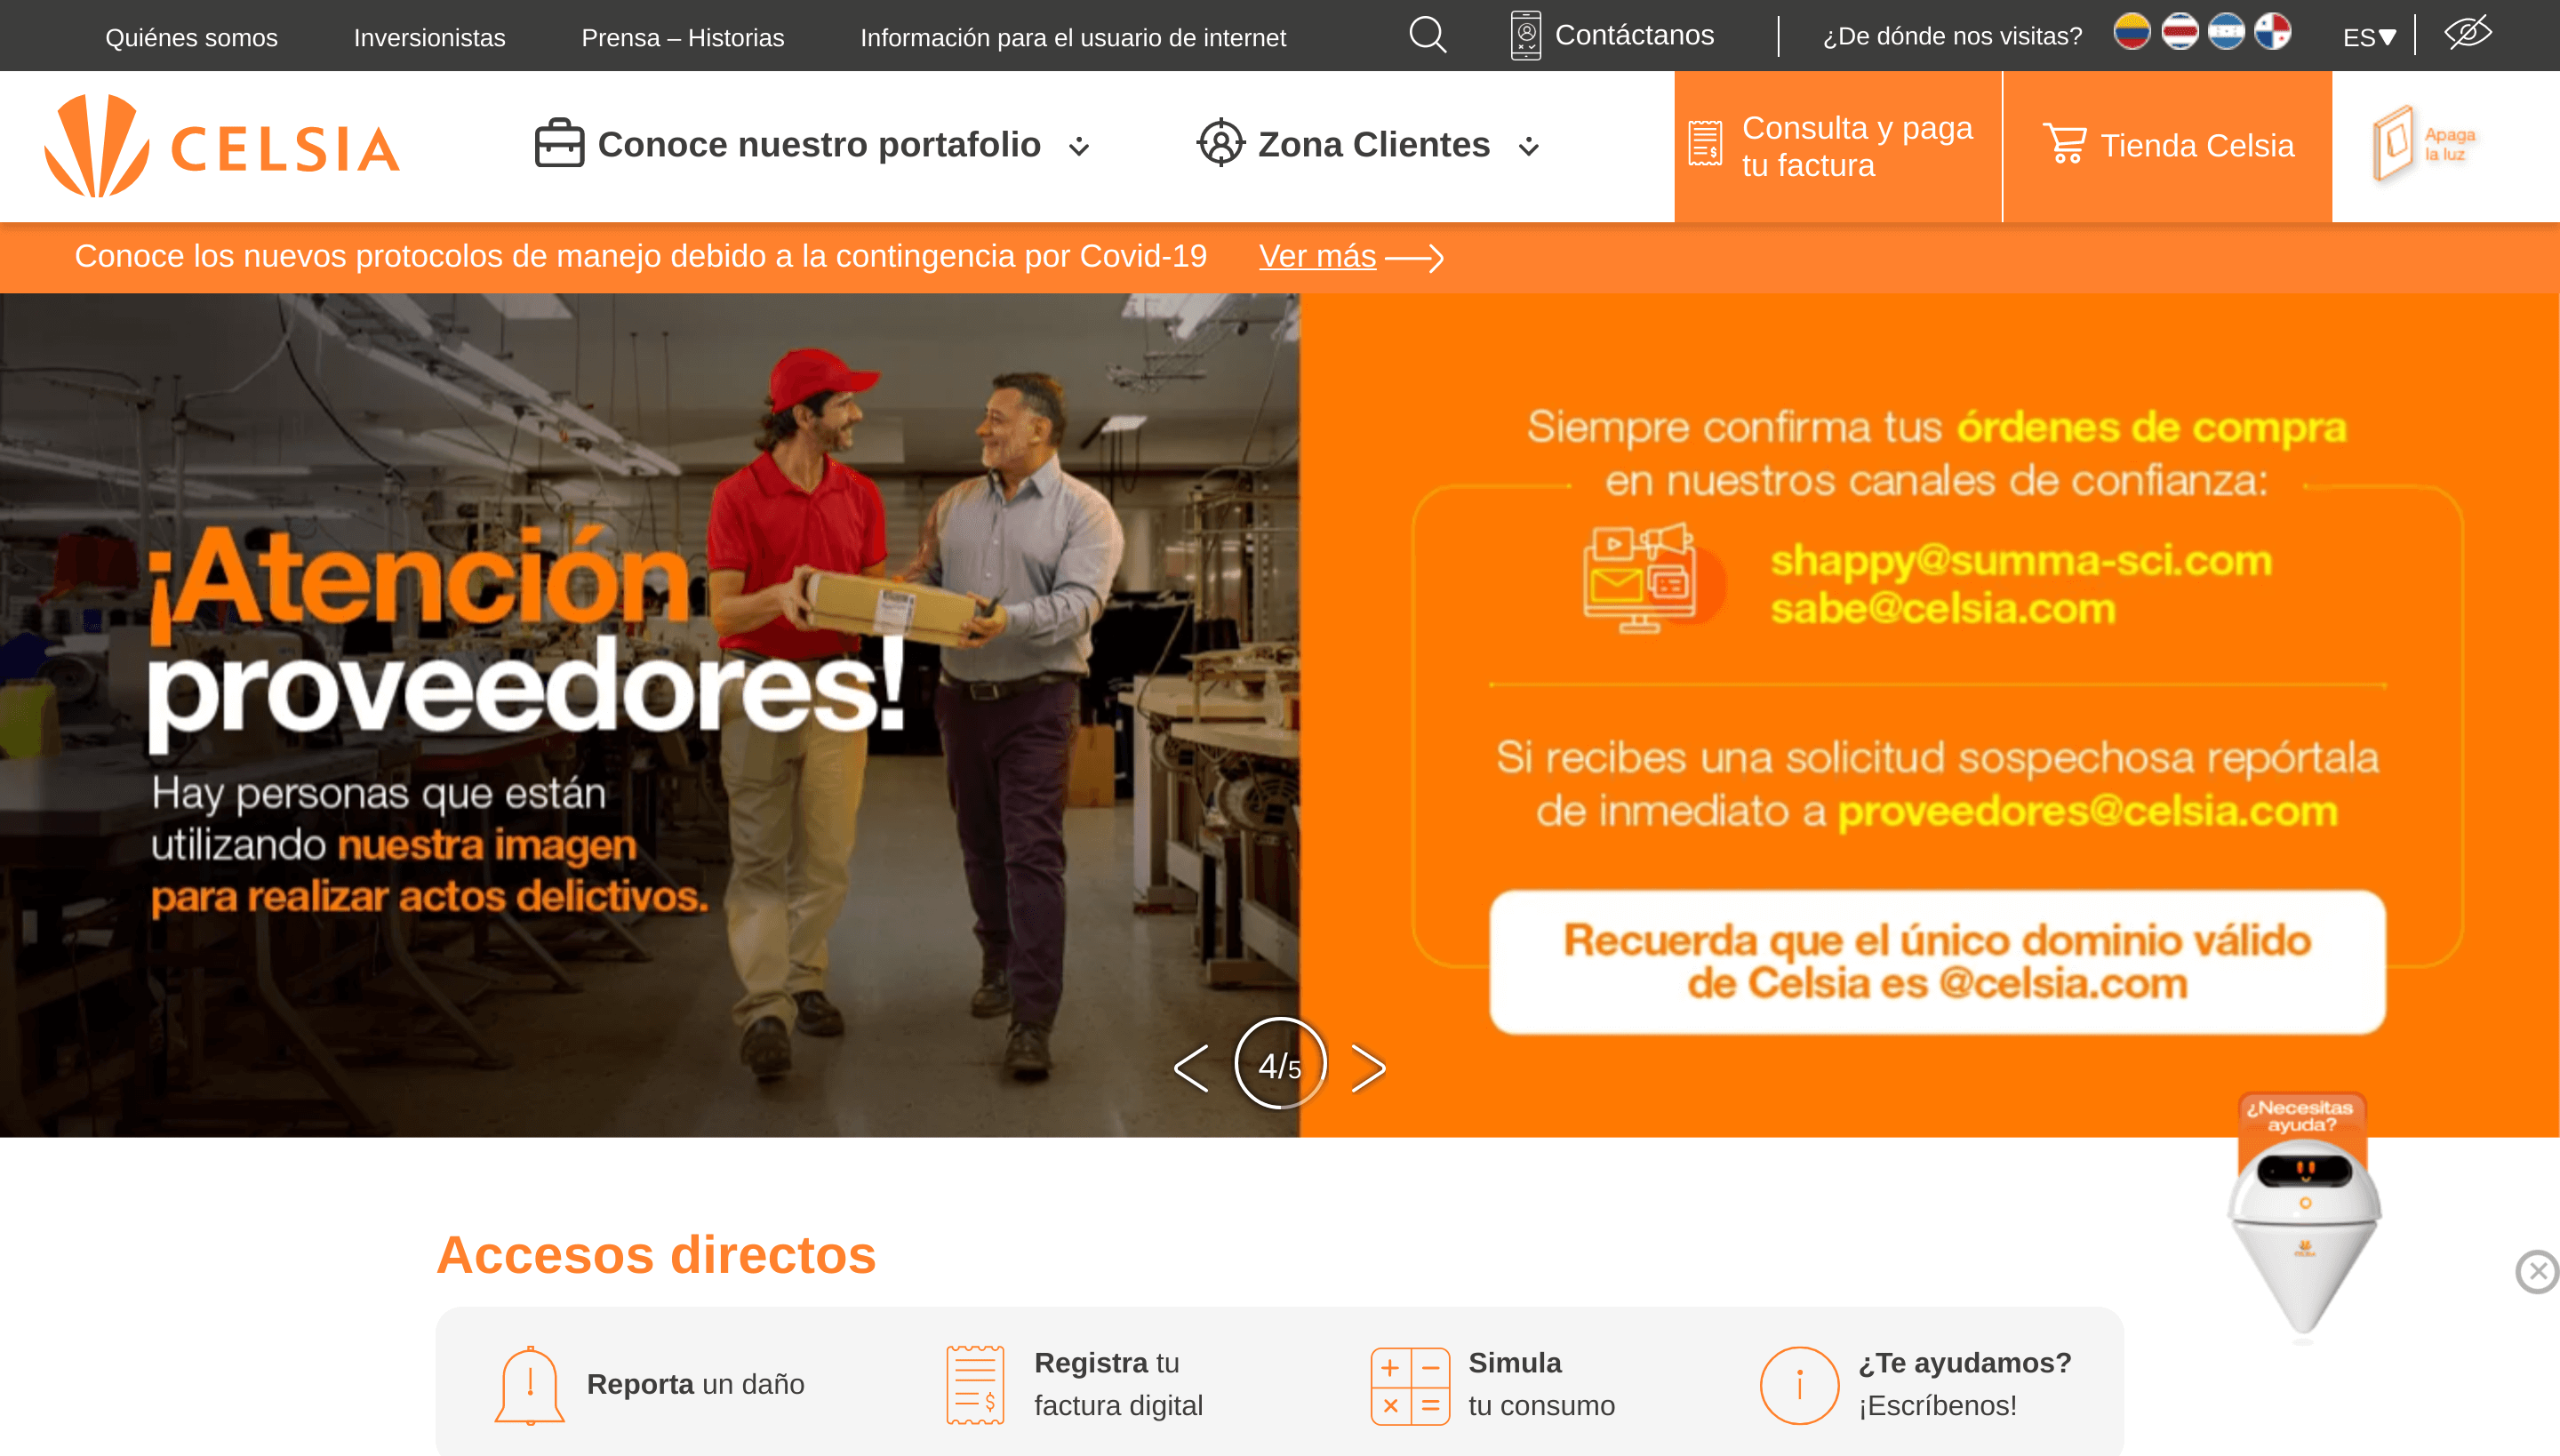 Quiénes somos
Inversionistas
Prensa – Historias
Información para el usuario de internet
Contáctanos
¿De dónde nos visitas?
ES
CELSIA
Conoce nuestro portafolio
Zona Clientes
Consulta y paga
tu factura
Tienda Celsia
Apaga
la luz
Conoce los nuevos protocolos de manejo debido a la contingencia por Covid-19 Ver más
¡Atención
proveedores!
Hay personas que están
utilizando nuestra imagen
para realizar actos delictivos.
Siempre confirma tus órdenes de compra
en nuestros canales de confianza:
shappy@summa-sci.com
sabe@celsia.com
Si recibes una solicitud sospechosa repórtala
de inmediato a proveedores@celsia.com
Recuerda que el único dominio válido
de Celsia es @celsia.com
4/5
¿Necesitas
ayuda?
CELSIA
Accesos directos
Reporta un daño
Registra tu
factura digital
Simula
tu consumo
¿Te ayudamos?
¡Escríbenos!